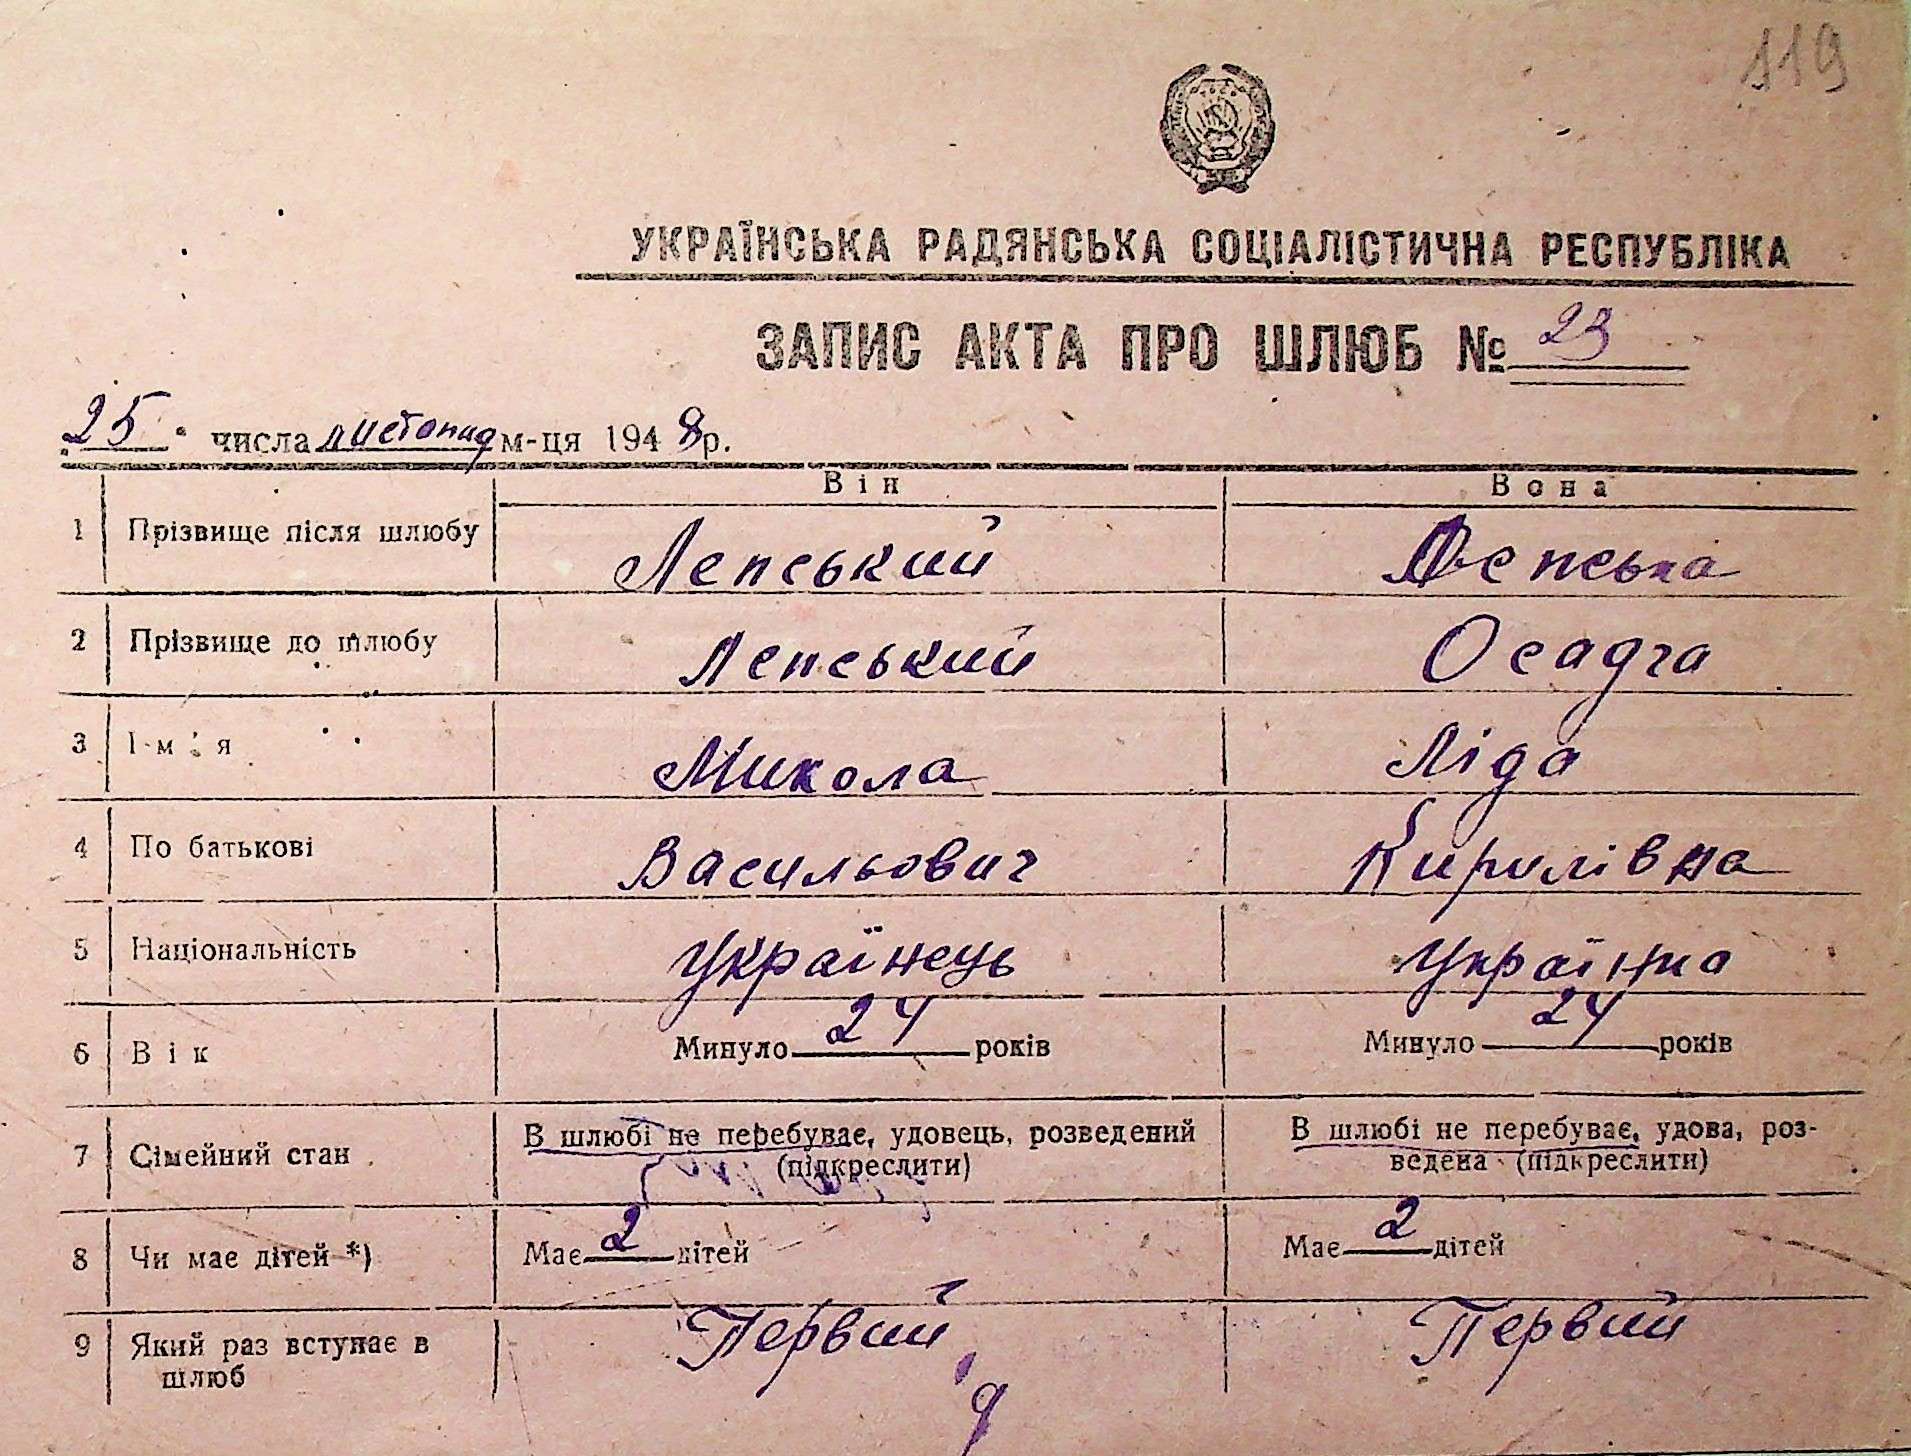 119
УКРАЇНСЬКА РАДЯНСЬКА СОЦІАЛІСТИЧНА РЕСПУБЛІКА
ЗАПИС АКТА ПРО ШЛЮБ № 23
25 числа листопад м-ця 1948 р.
Він Вона
1 Прізвище після шлюбу Лепський Лепська
2 Прізвище до шлюбу Лепський Осадча
3 Ім'я Микола Ліда
4 По батькові Васильович Кирилівна
5 Національність Українець Українка
6 Вік Минуло 24 років Минуло 24 років
7 Сімейний стан В шлюбі не перебуває, удовець, розведений В шлюбі не перебуває, удова, роз-
(підкреслити) ведена (підкреслити)
8 Чи має дітей *) Має 2 дітей Має 2 дітей
9 Який раз вступає в Первий Первий
шлюб